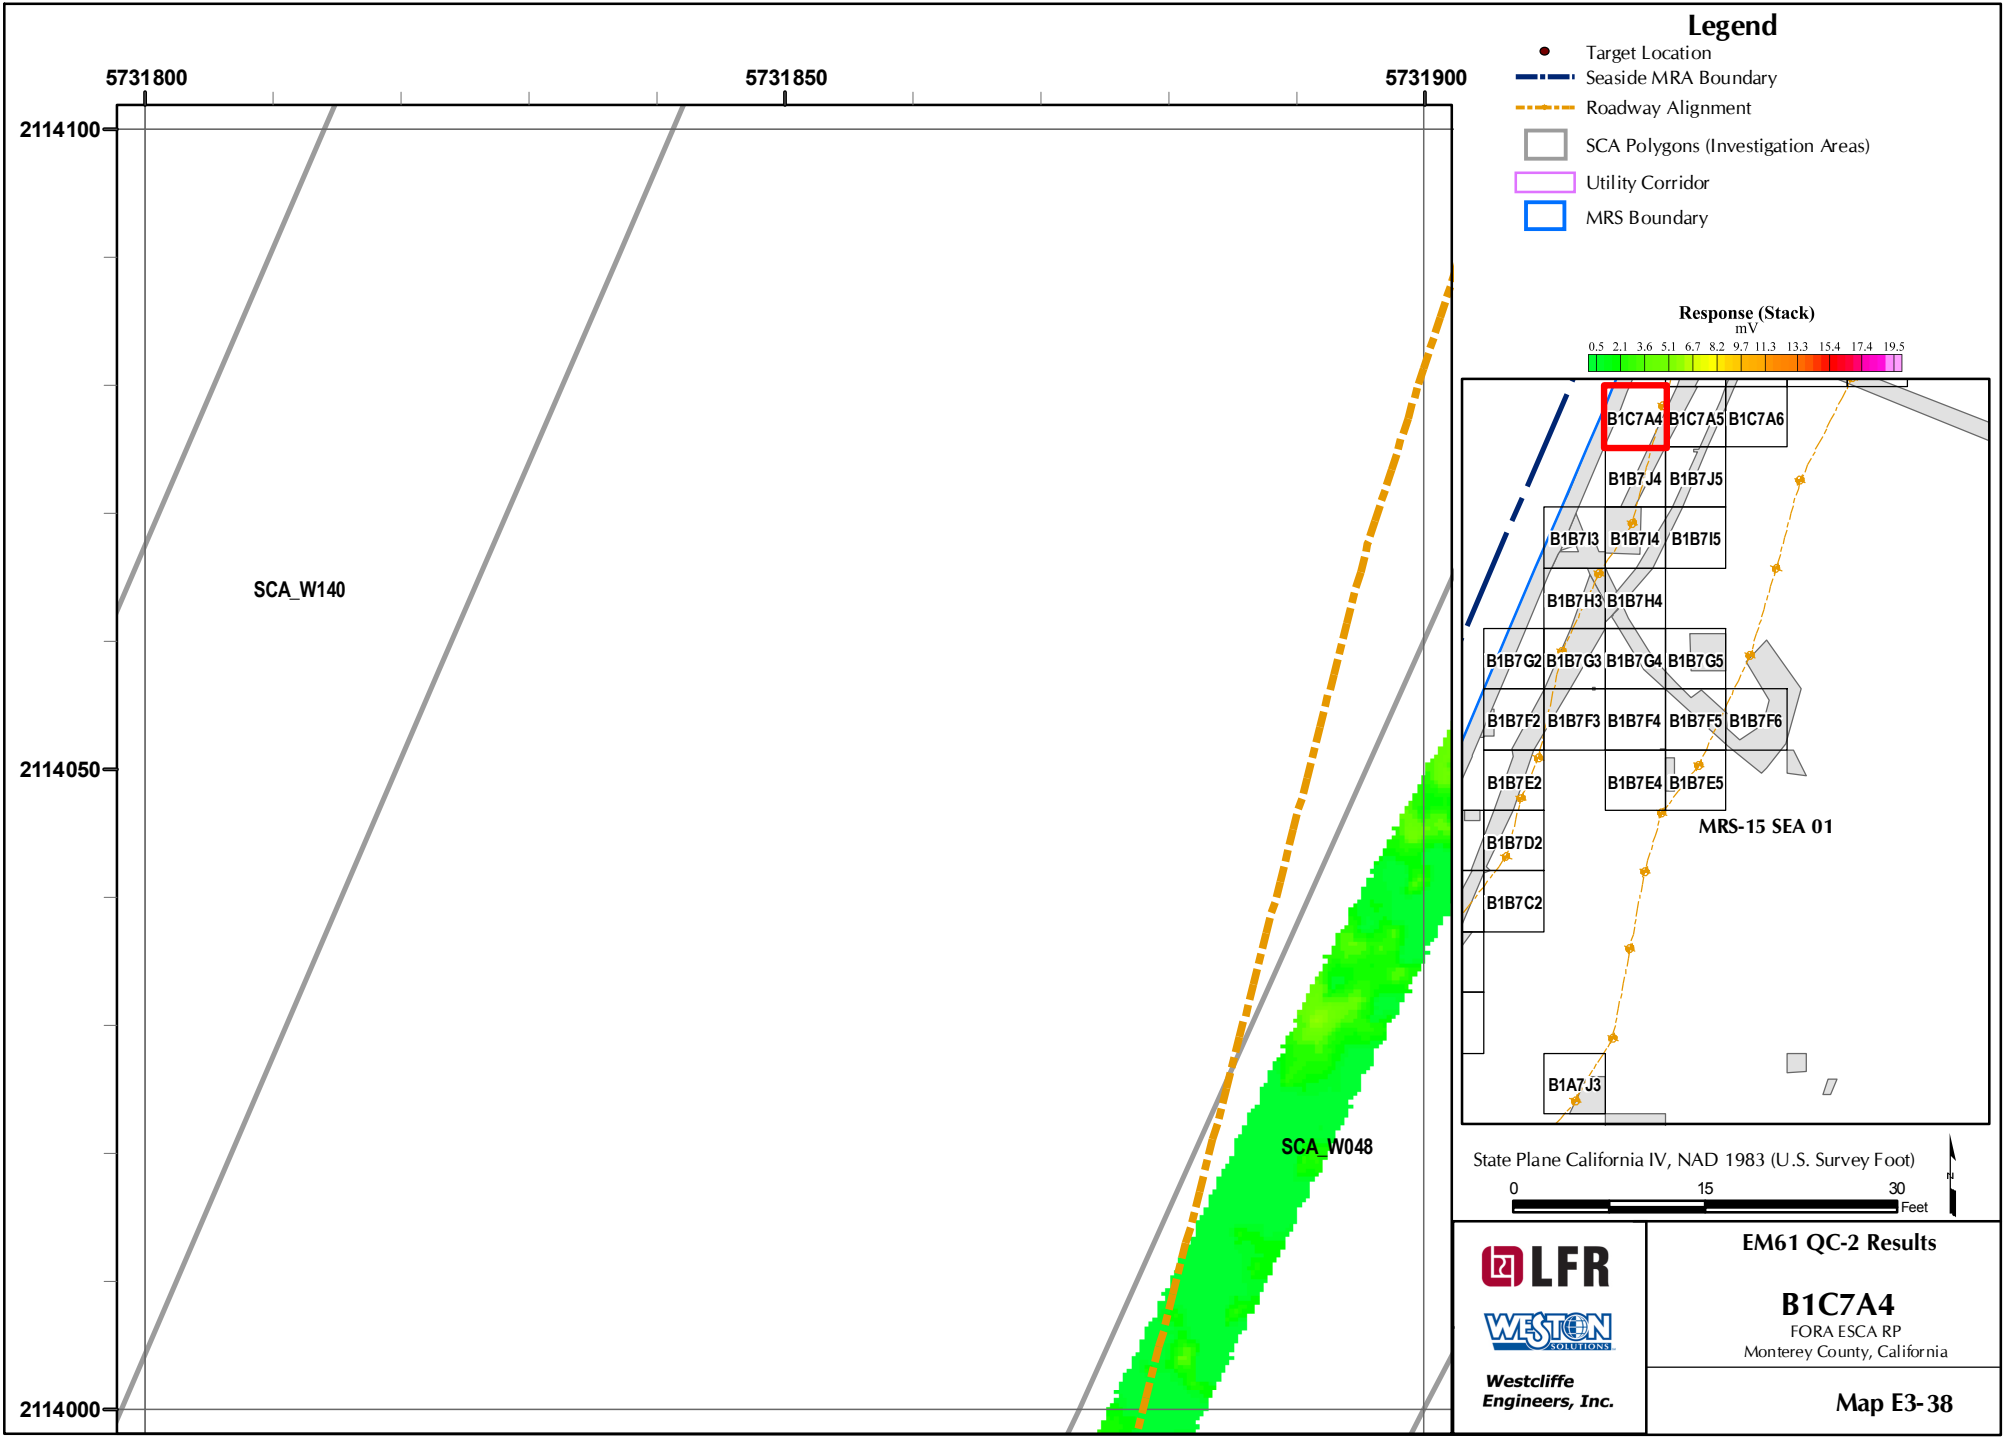 5731800
5731850
5731900
2114100
2114050
2114000
SCA_W140
SCA_W048
Legend
Target Location
Seaside MRA Boundary
Roadway Alignment
SCA Polygons (Investigation Areas)
Utility Corridor
MRS Boundary
Response (Stack)
mV
0.5 2.1 3.6 5.1 6.7 8.2 9.7 11.3 13.3 15.4 17.4 19.5
B1C7A4 B1C7A5 B1C7A6
B1B7J4 B1B7J5
B1B7I3 B1B7I4 B1B7I5
B1B7H3 B1B7H4
B1B7G2 B1B7G3 B1B7G4 B1B7G5
B1B7F2 B1B7F3 B1B7F4 B1B7F5 B1B7F6
B1B7E2 B1B7E4 B1B7E5
MRS-15 SEA 01
B1B7D2
B1B7C2
B1A7J3
State Plane California IV, NAD 1983 (U.S. Survey Foot)
0 15 30
Feet
N
LFR
WESTON
SOLUTIONS
Westcliffe
Engineers, Inc.
EM61 QC-2 Results
B1C7A4
FORA ESCA RP
Monterey County, California
Map E3-38